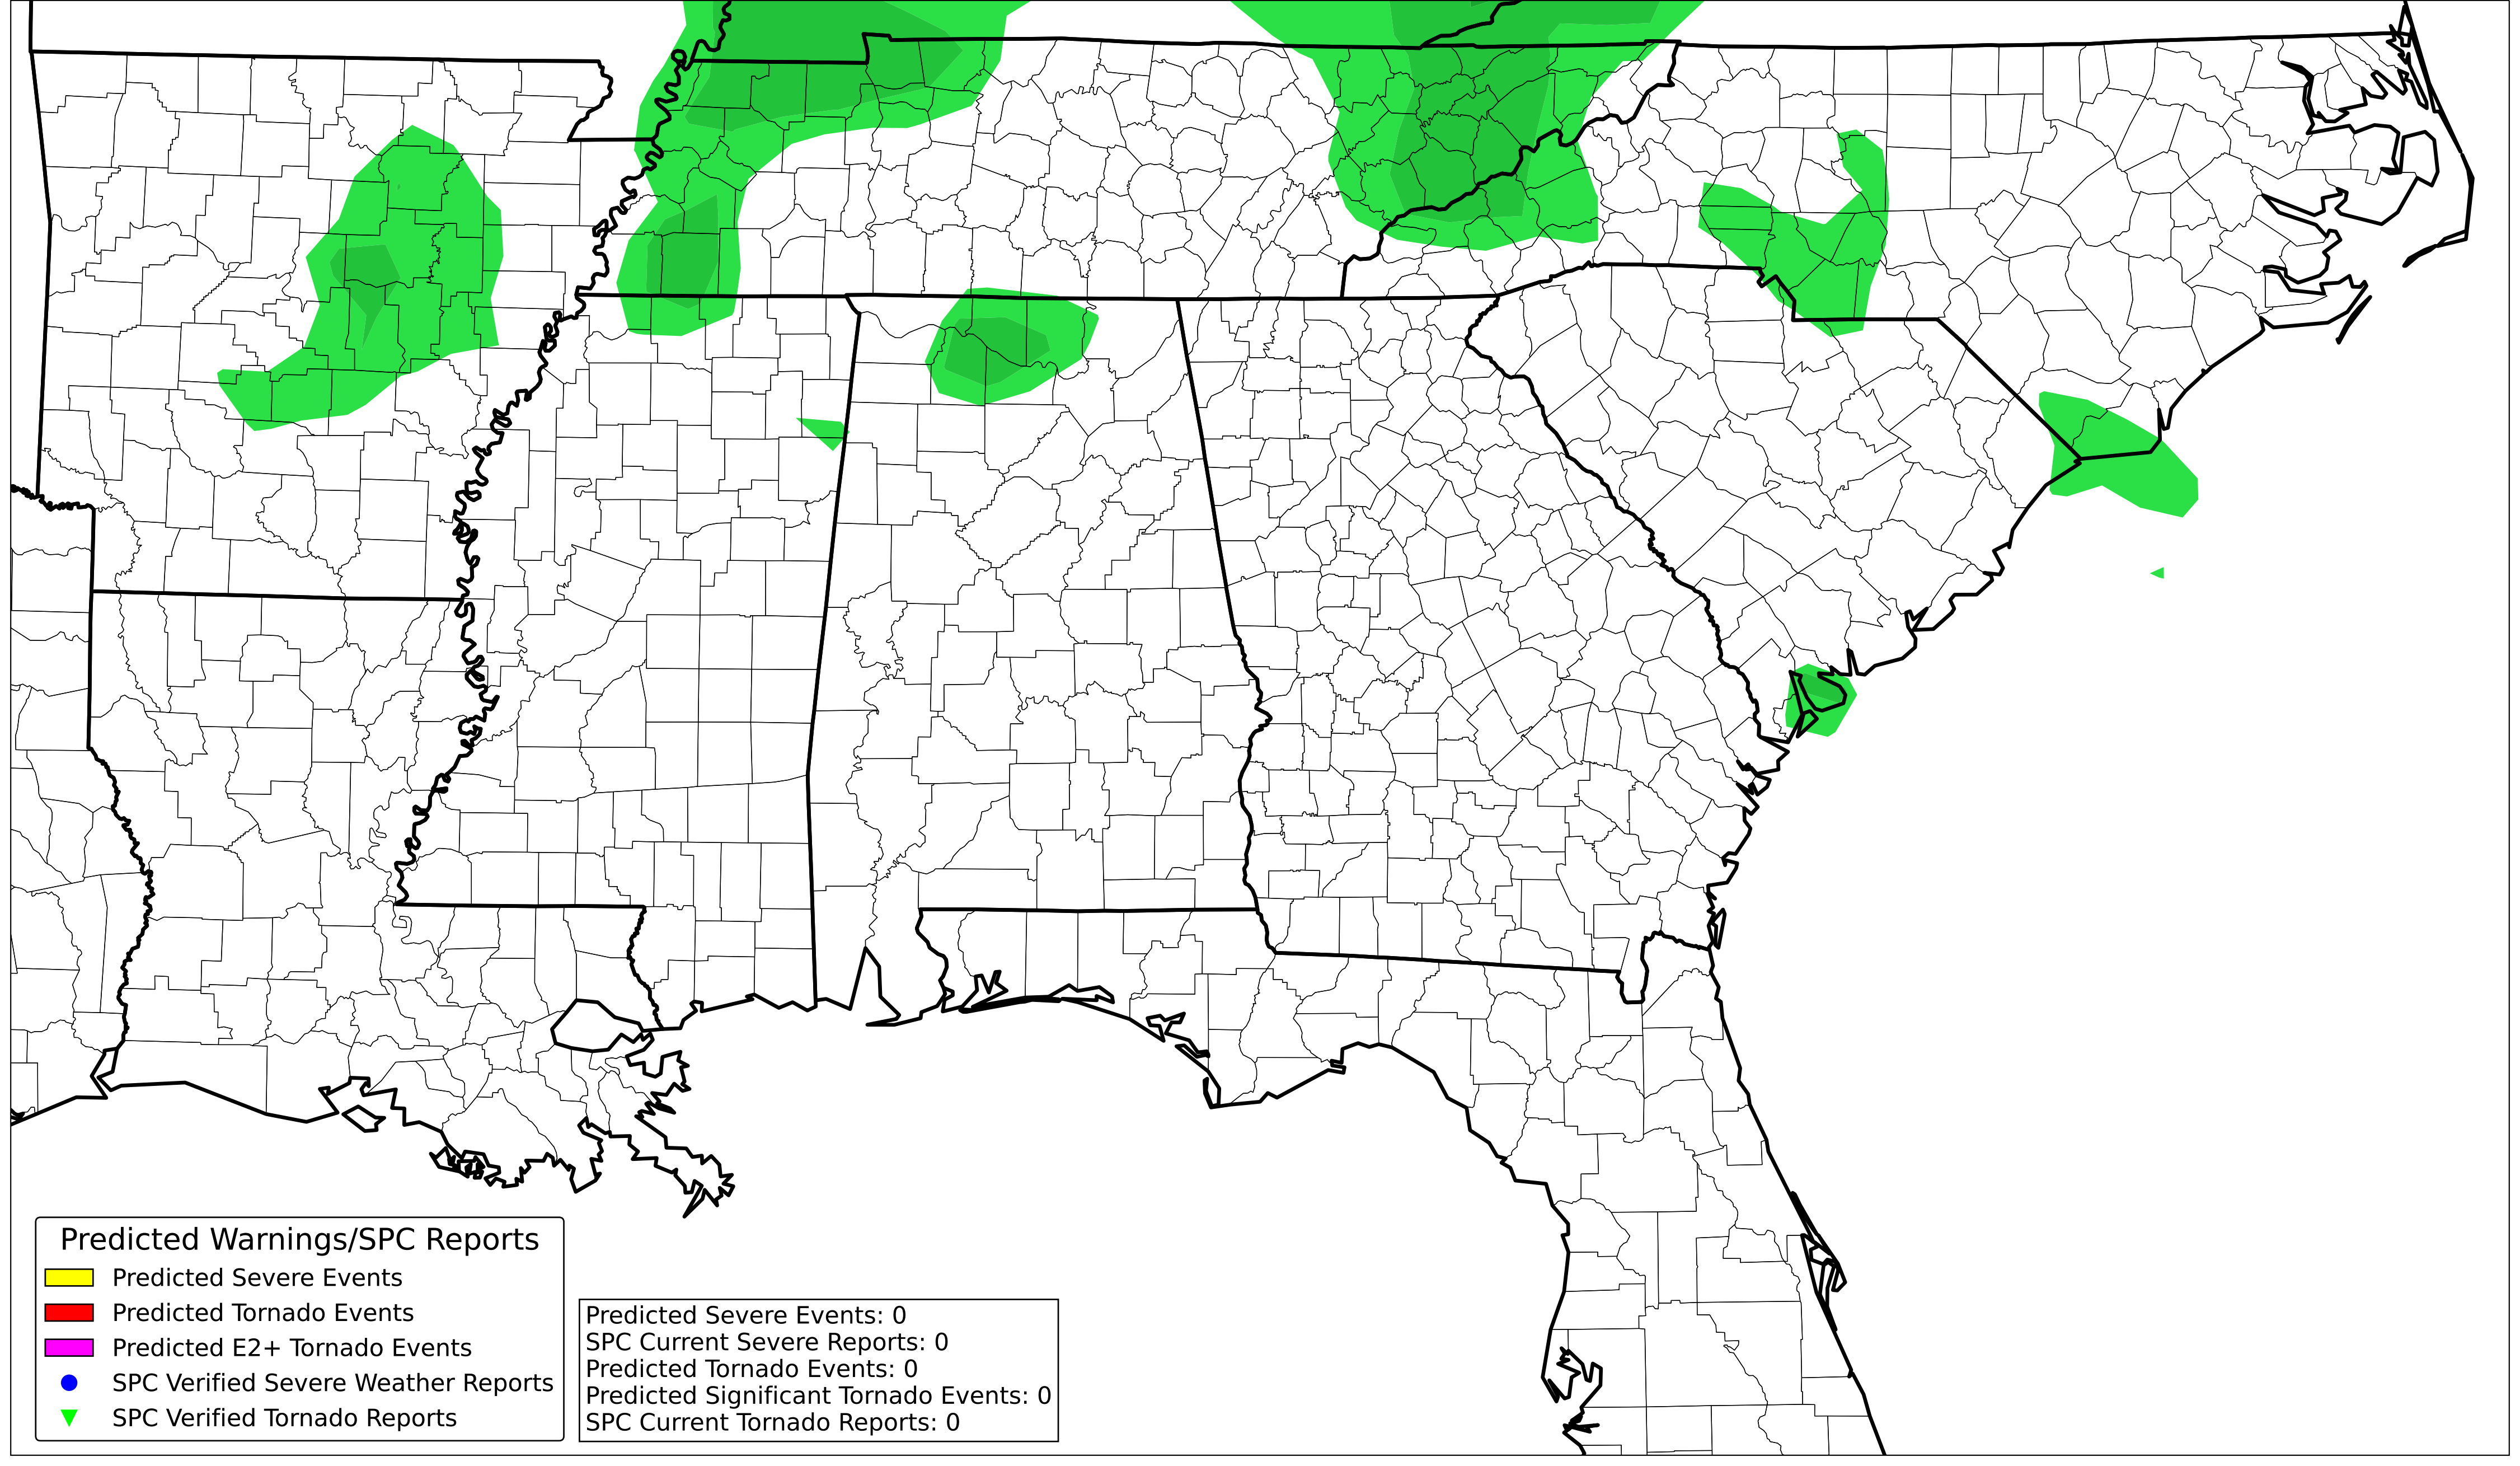 Predicted Warnings/SPC Reports
Predicted Severe Events
Predicted Tornado Events
Predicted E2+ Tornado Events
SPC Verified Severe Weather Reports
SPC Verified Tornado Reports
Predicted Severe Events: 0
SPC Current Severe Reports: 0
Predicted Tornado Events: 0
Predicted Significant Tornado Events: 0
SPC Current Tornado Reports: 0